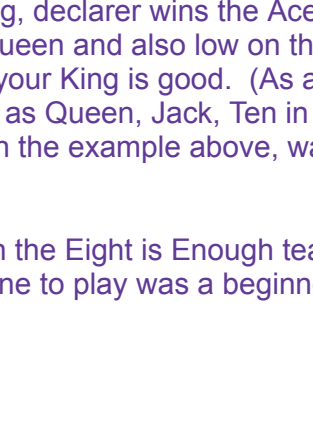 g, declarer wins the Ace
ueen and also low on th
your King is good.  (As a
as Queen, Jack, Ten in
n the example above, wa
n the Eight is Enough tea
ne to play was a beginn